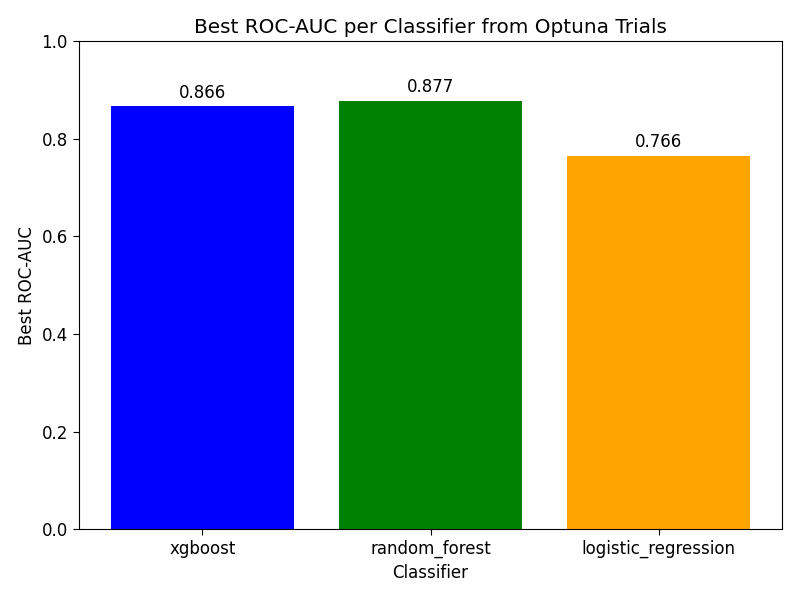 Best ROC-AUC per Classifier from Optuna Trials
1.0
0.8
0.6
0.4
0.2
0.0
Best ROC-AUC
0.866
0.877
0.766
xgboost
random_forest
logistic_regression
Classifier